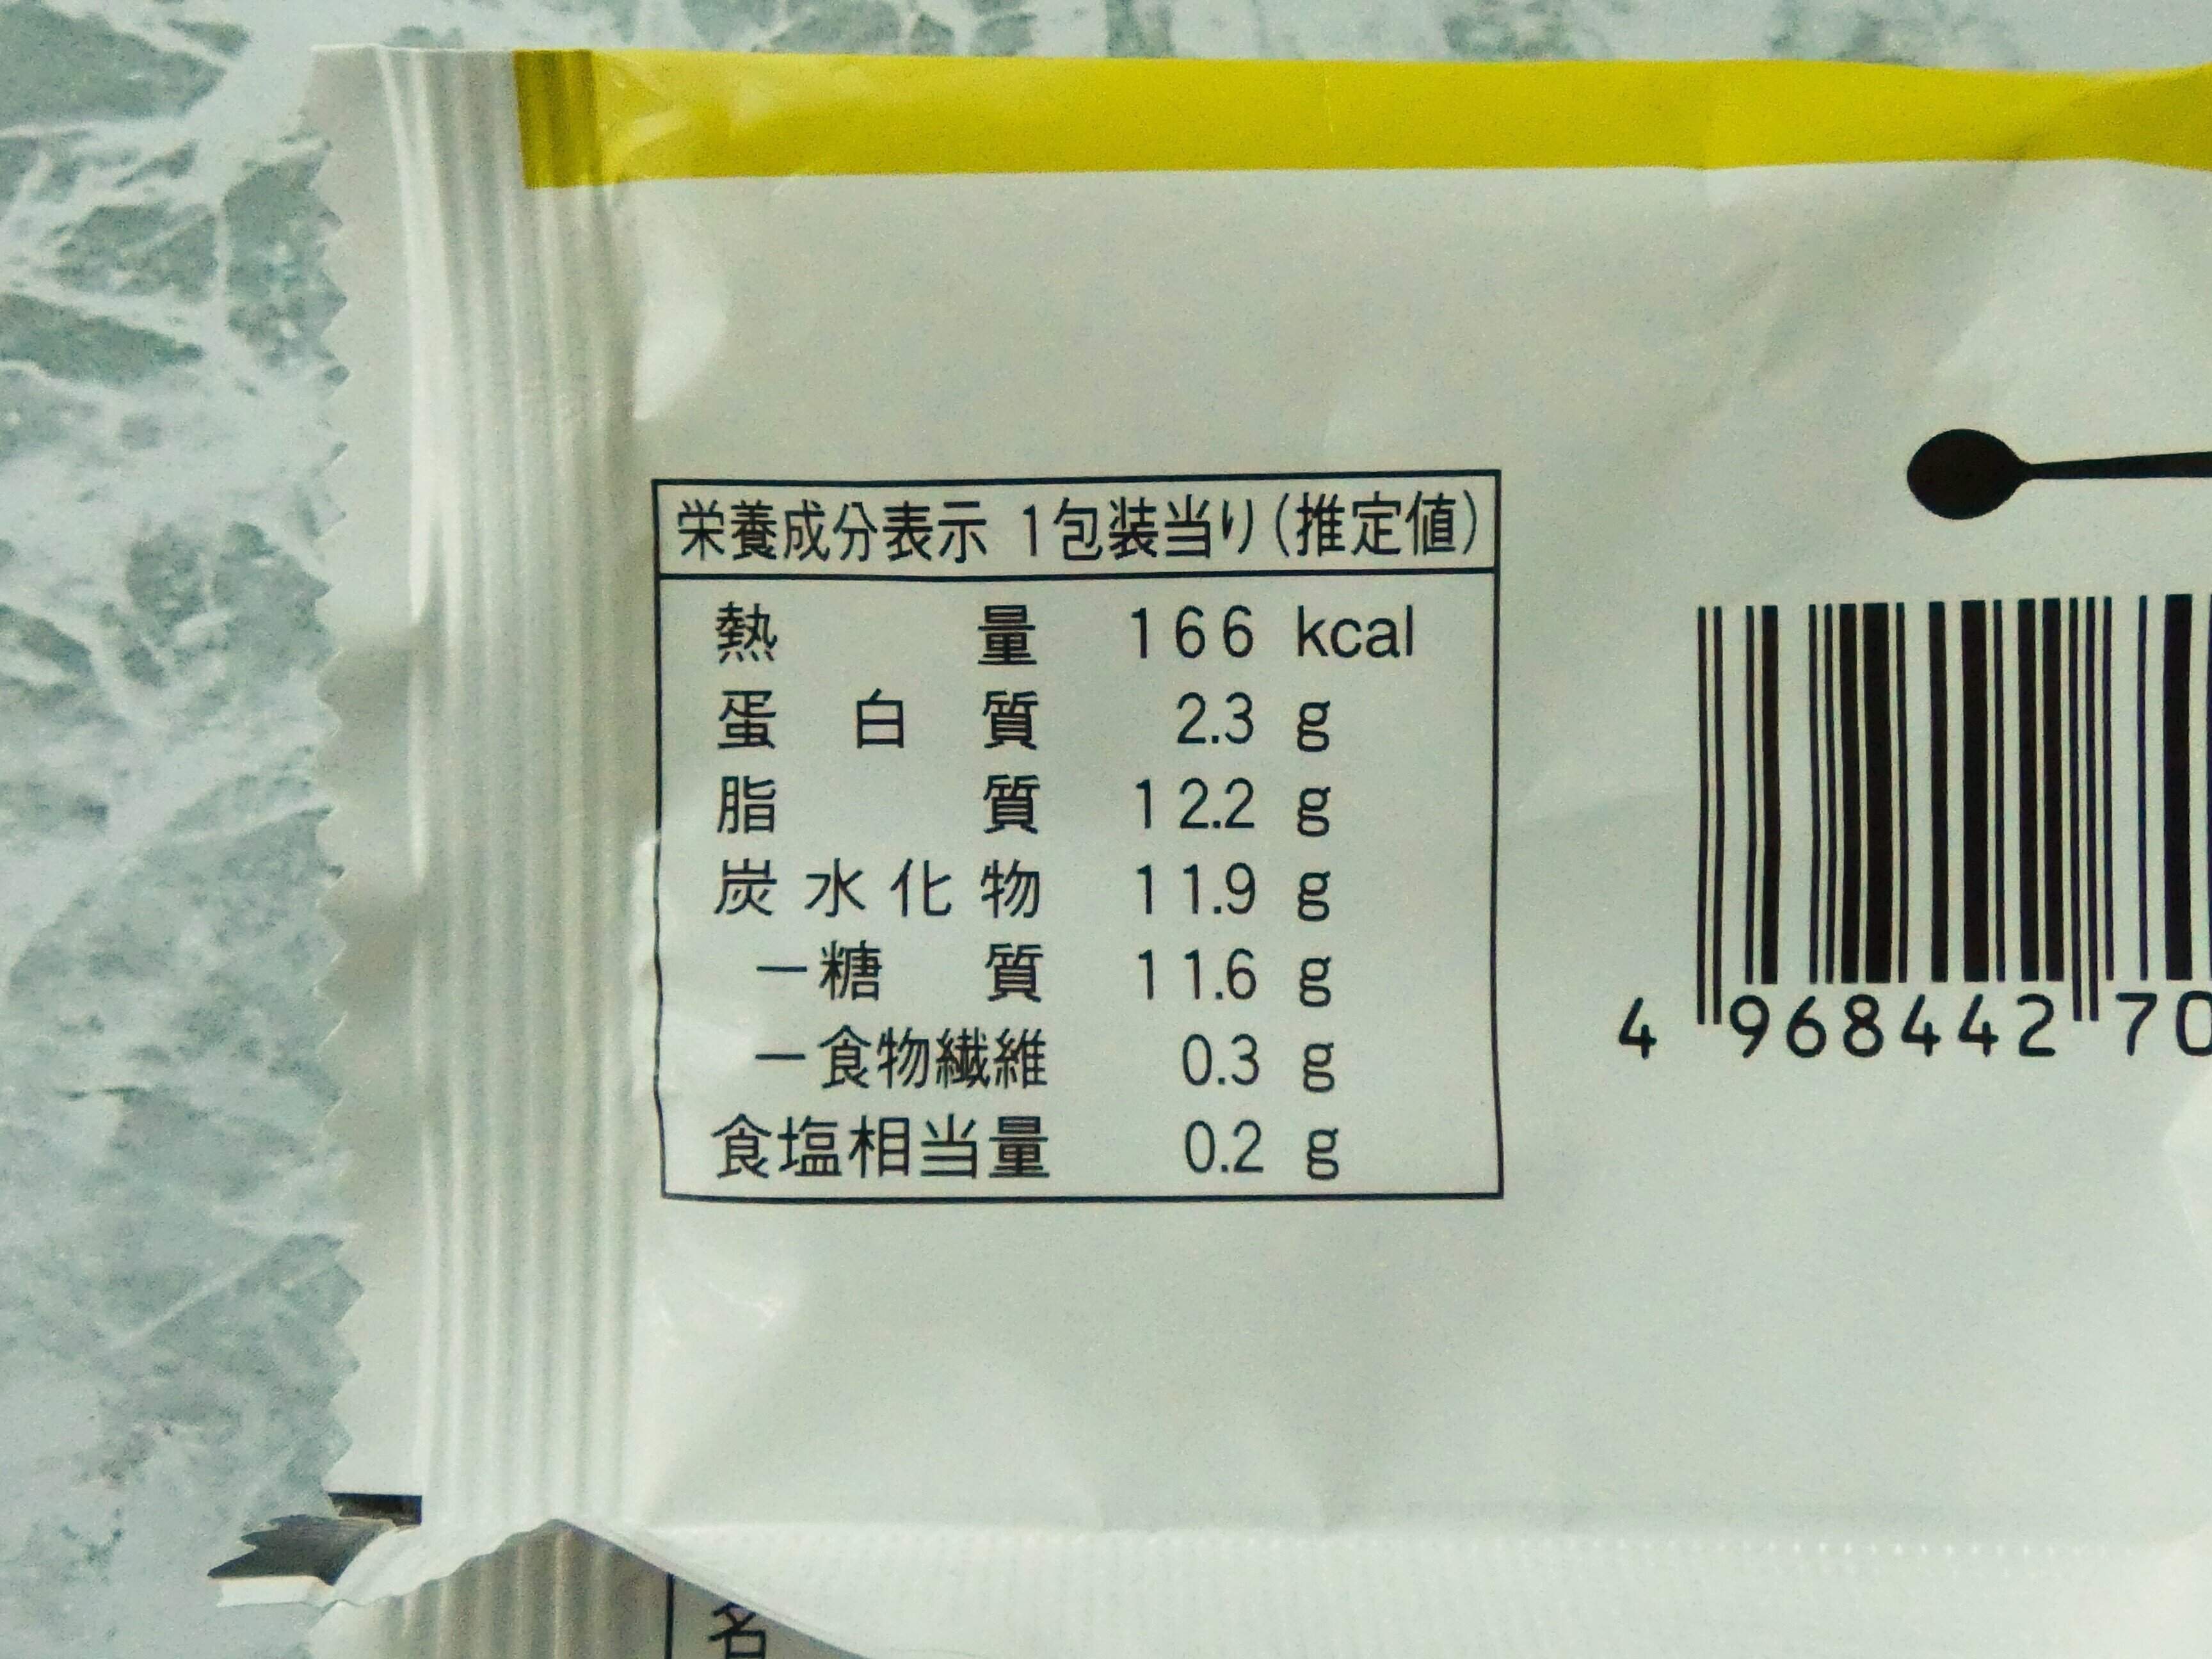 栄養成分表示 1包装当り(推定値)
熱量 166 kcal
蛋白質 2.3 g
脂質 12.2 g
炭水化物 11.9 g
ー糖質 11.6 g
ー食物繊維 0.3 g
食塩相当量 0.2 g
4 968442 70
名